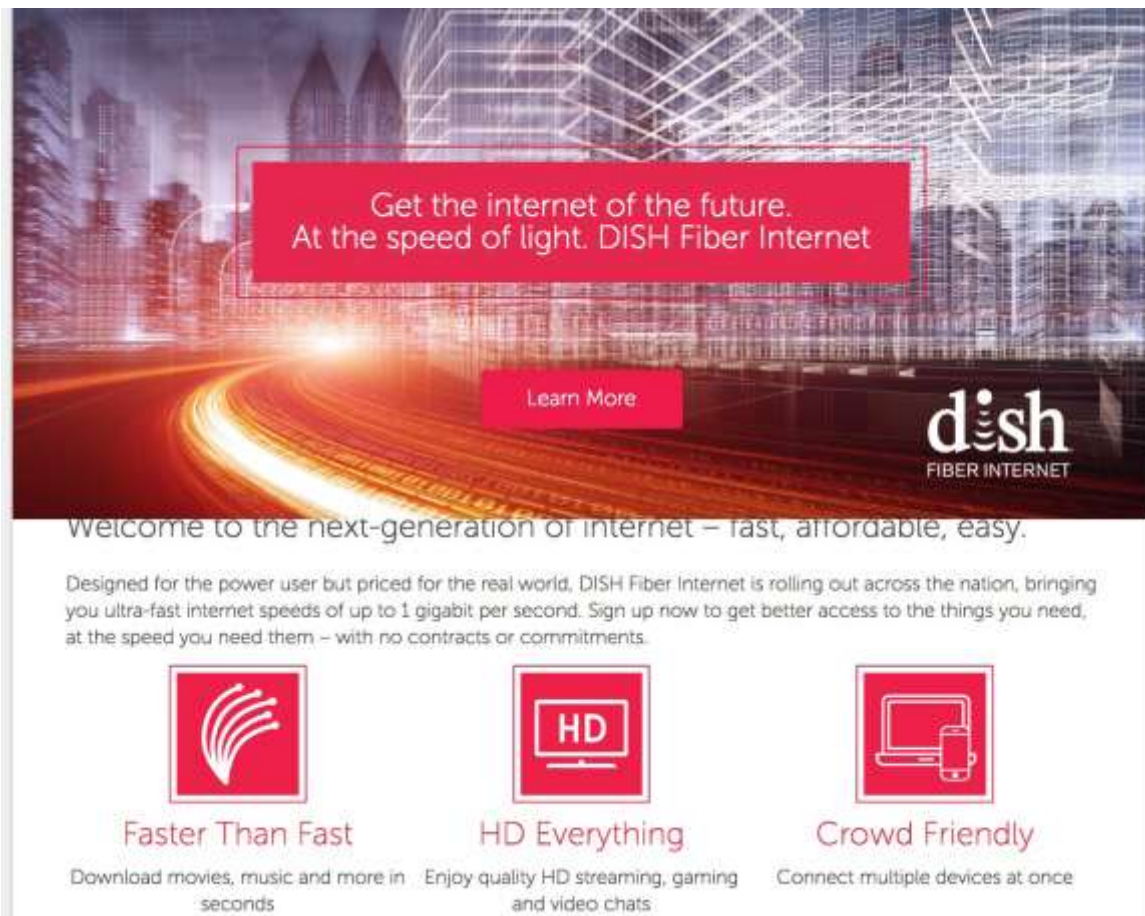 Get the internet of the future.
At the speed of light. DISH Fiber Internet
Learn More
dish
FIBER INTERNET
Welcome to the next-generation of internet – fast, affordable, easy.
Designed for the power user but priced for the real world, DISH Fiber Internet is rolling out across the nation, bringing
you ultra-fast internet speeds of up to 1 gigabit per second. Sign up now to get better access to the things you need,
at the speed you need them – with no contracts or commitments.
HD
Faster Than Fast
HD Everything
Crowd Friendly
Download movies, music and more in
seconds
Enjoy quality HD streaming, gaming
and video chats
Connect multiple devices at once